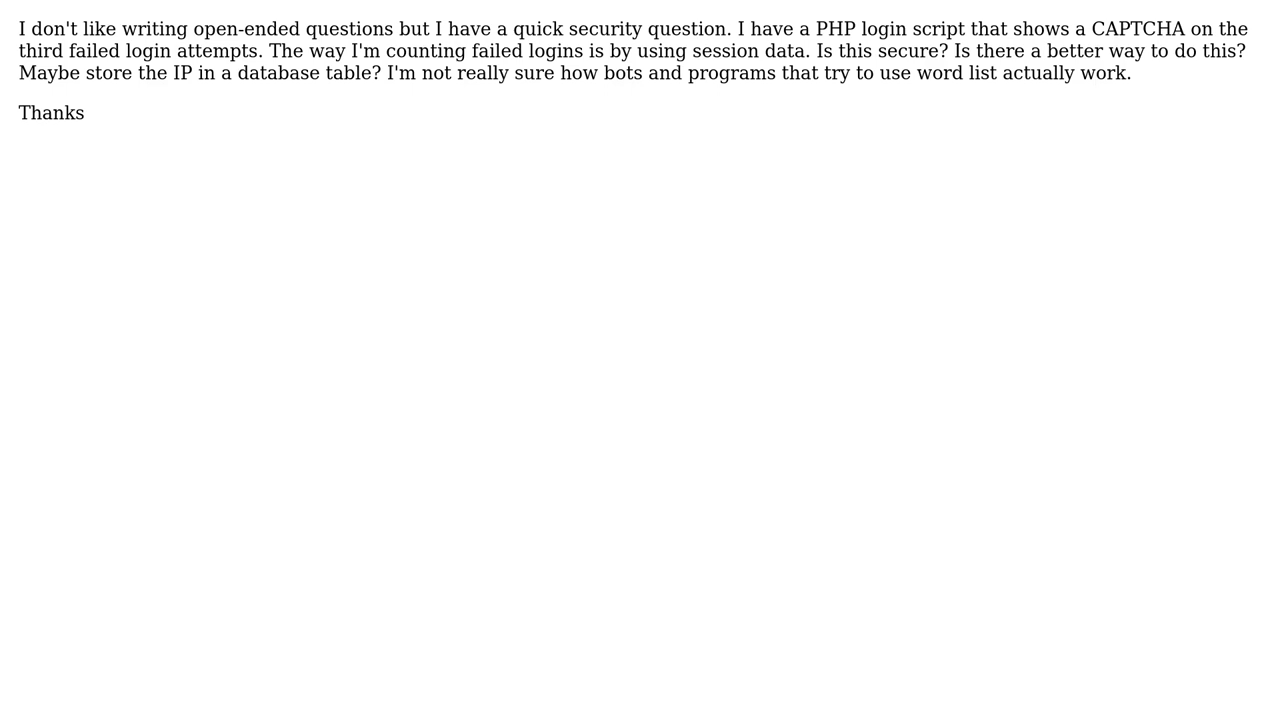 I don't like writing open-ended questions but I have a quick security question. I have a PHP login script that shows a CAPTCHA on the
third failed login attempts. The way I'm counting failed logins is by using session data. Is this secure? Is there a better way to do this?
Maybe store the IP in a database table? I'm not really sure how bots and programs that try to use word list actually work.
Thanks